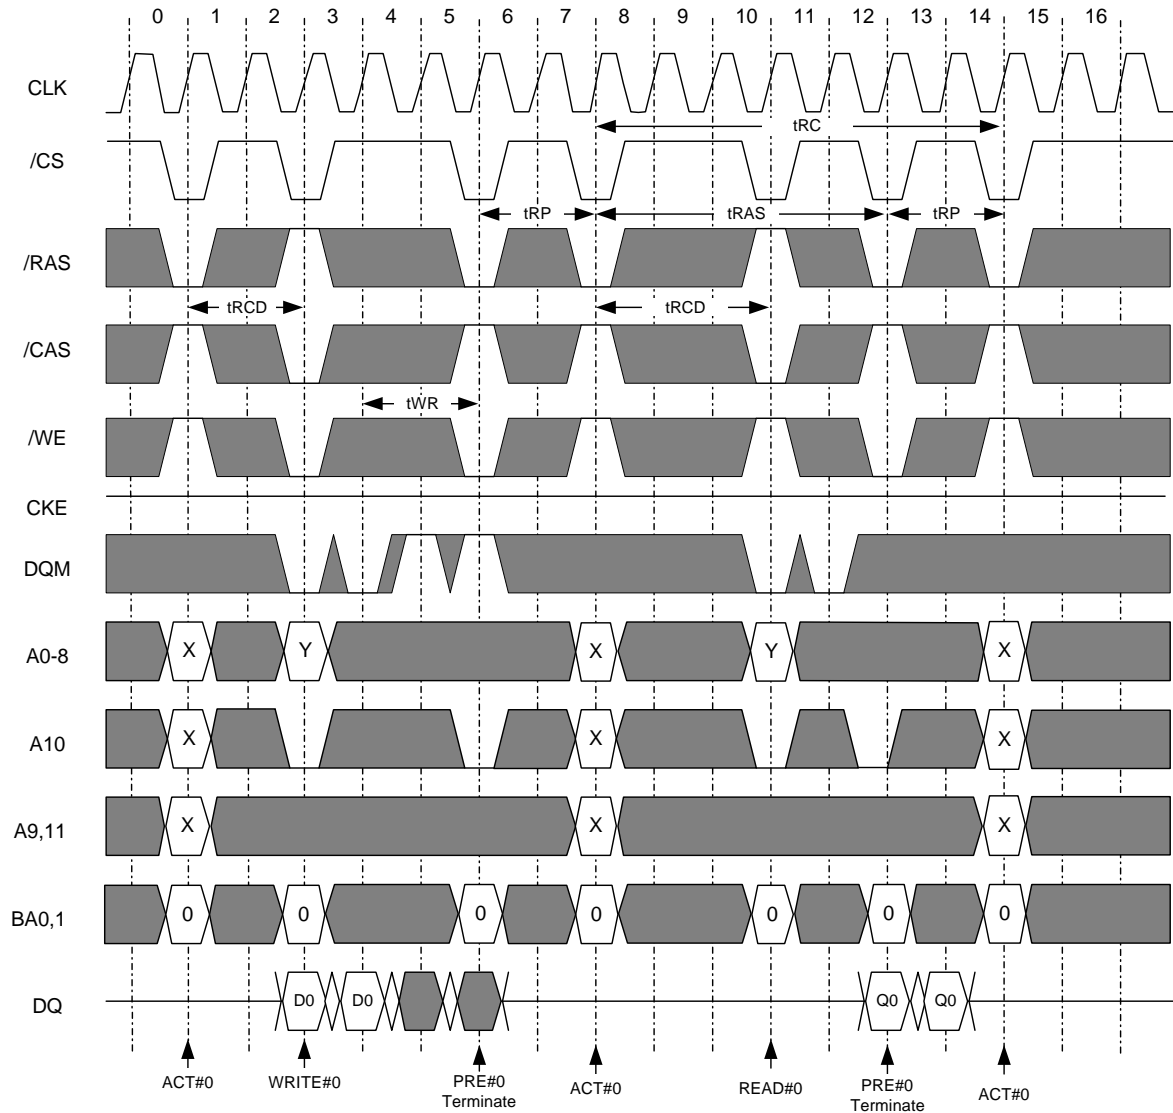 0 1 2 3 4 5 6 7 8 9 10 11 12 13 14 15 16
CLK
tRC
/CS
tRP tRAS tRP
/RAS
tRCD tRCD
/CAS
tWR
/WE
CKE
DQM
A0-8 X Y X Y X
A10 X X X
A9,11 X X X
BA0,1 0 0 0 0 0 0 0
DQ D0 D0 Q0 Q0
ACT#0 WRITE#0 PRE#0 ACT#0 READ#0 PRE#0 ACT#0
Terminate Terminate